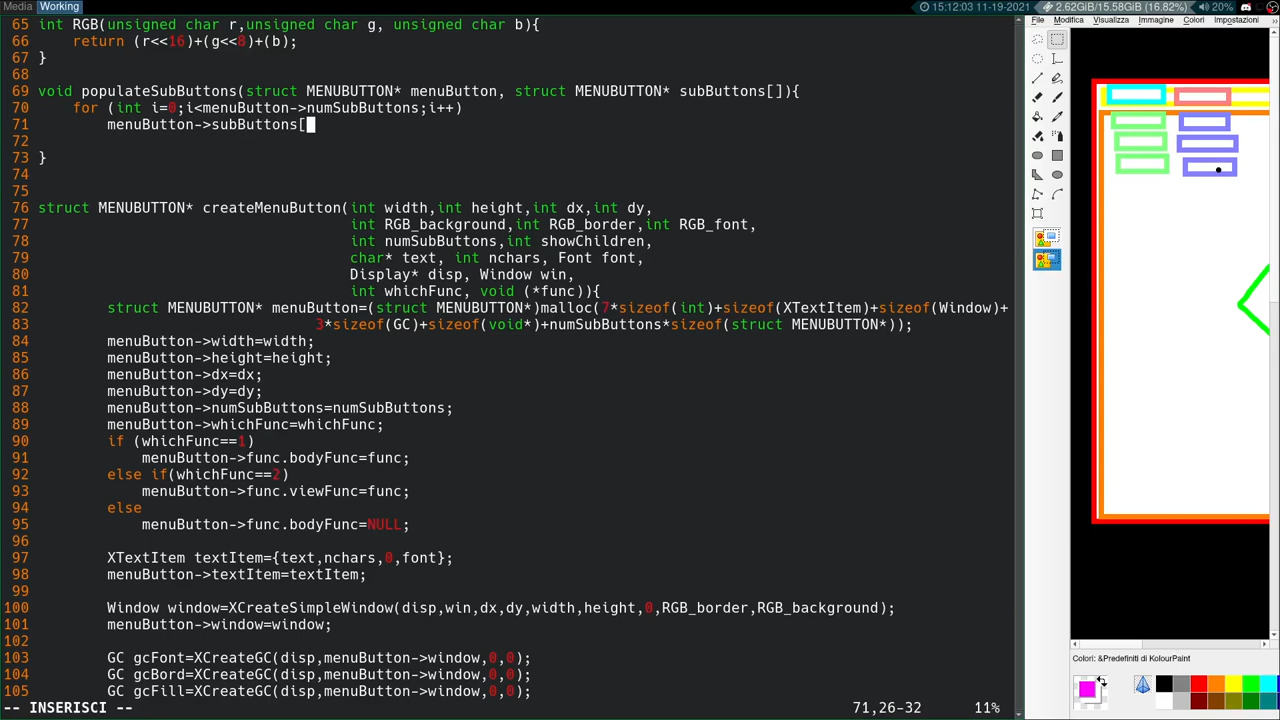 Media Working 15:12:03 11-19-2021 2.62GiB/15.58GiB (16.82%) 20%
File Modifica Visualizza Immagine Colori Impostazioni
65 int RGB(unsigned char r,unsigned char g, unsigned char b){
66     return (r<<16)+(g<<8)+(b);
67 }
68
69 void populateSubButtons(struct MENUBUTTON* menuButton, struct MENUBUTTON* subButtons[]){
70     for (int i=0;i<menuButton->numSubButtons;i++)
71         menuButton->subButtons[
72
73 }
74
75
76 struct MENUBUTTON* createMenuButton(int width,int height,int dx,int dy,
77                                     int RGB_background,int RGB_border,int RGB_font,
78                                     int numSubButtons,int showChildren,
79                                     char* text, int nchars, Font font,
80                                     Display* disp, Window win,
81                                     int whichFunc, void (*func)){
82         struct MENUBUTTON* menuButton=(struct MENUBUTTON*)malloc(7*sizeof(int)+sizeof(XTextItem)+sizeof(Window)+
83                                 3*sizeof(GC)+sizeof(void*)+numSubButtons*sizeof(struct MENUBUTTON*));
84         menuButton->width=width;
85         menuButton->height=height;
86         menuButton->dx=dx;
87         menuButton->dy=dy;
88         menuButton->numSubButtons=numSubButtons;
89         menuButton->whichFunc=whichFunc;
90         if (whichFunc==1)
91             menuButton->func.bodyFunc=func;
92         else if(whichFunc==2)
93             menuButton->func.viewFunc=func;
94         else
95             menuButton->func.bodyFunc=NULL;
96
97         XTextItem textItem={text,nchars,0,font};
98         menuButton->textItem=textItem;
99
100         Window window=XCreateSimpleWindow(disp,win,dx,dy,width,height,0,RGB_border,RGB_background);
101         menuButton->window=window;
102
103         GC gcFont=XCreateGC(disp,menuButton->window,0,0);
104         GC gcBord=XCreateGC(disp,menuButton->window,0,0);
105         GC gcFill=XCreateGC(disp,menuButton->window,0,0);
-- INSERISCI -- 71,26-32 11%
Colori: &Predefiniti di KolourPaint